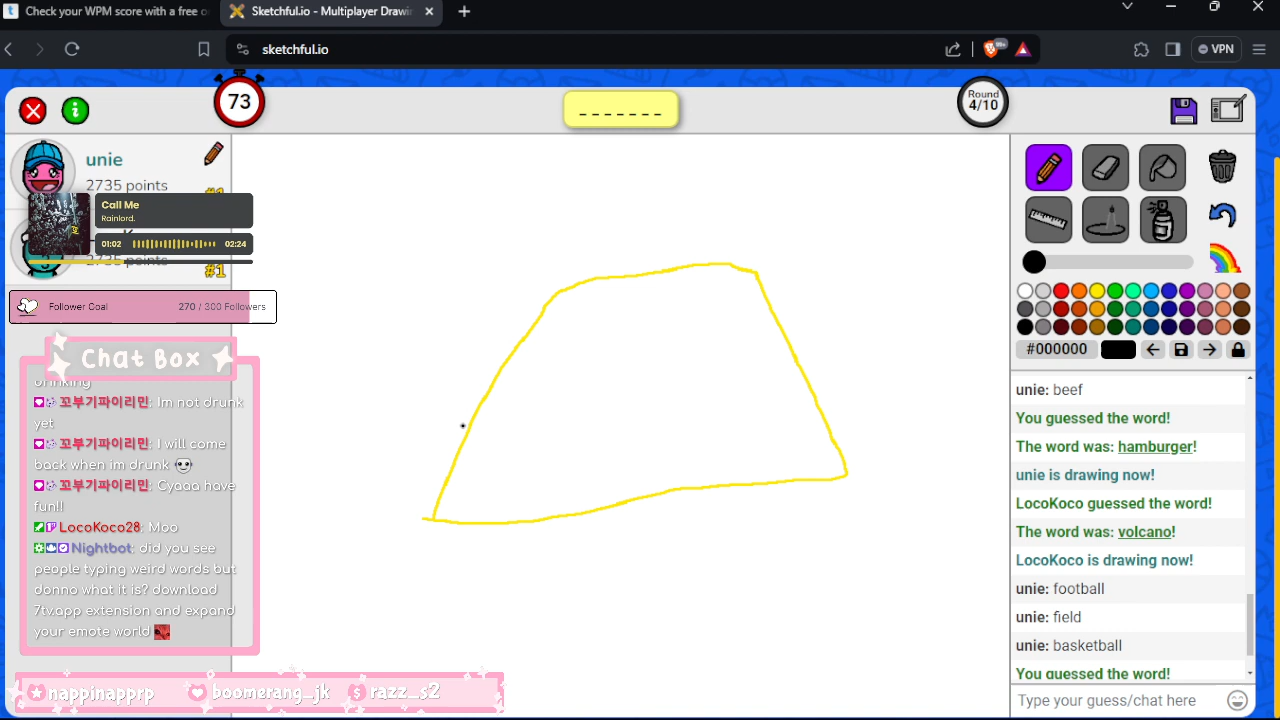 Check your WPM score with a free o
Sketchful.io - Multiplayer Drawi
sketchful.io
VPN
73
_ _ _ _ _ _ _
Round
4/10
unie
2735 points
#1
Call Me
Rainlord.
01:02
02:24
2735 points
#1
Follower Goal
270 / 300 Followers
Chat Box
drinking
꼬부기파이리민: Im not drunk
yet
꼬부기파이리민: I will come
back when im drunk
꼬부기파이리민: Cyaaa have
fun!!
LocoKoco28: Moo
Nightbot: did you see
people typing weird words but
donno what it is? download
7tv.app extension and expand
your emote world
nappinapprp
boomerang_jk
razz_s2
#000000
unie: beef
You guessed the word!
The word was: hamburger!
unie is drawing now!
LocoKoco guessed the word!
The word was: volcano!
LocoKoco is drawing now!
unie: football
unie: field
unie: basketball
You guessed the word!
Type your guess/chat here